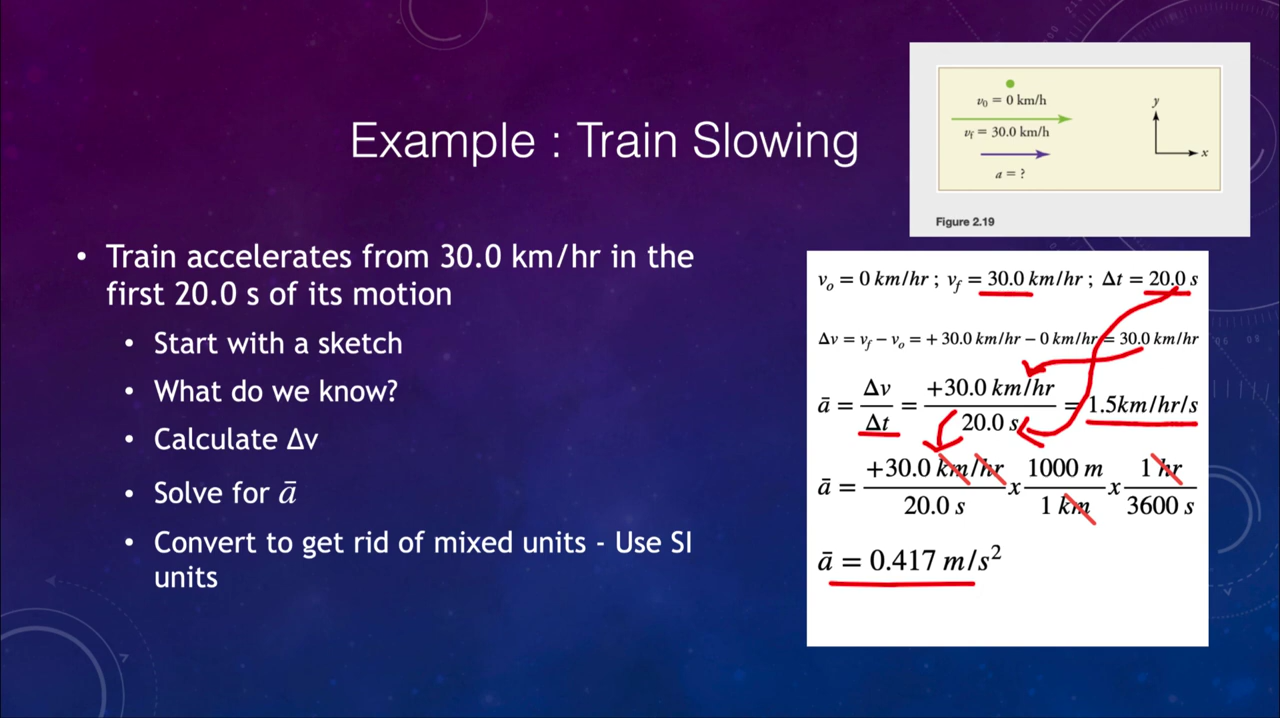 Example : Train Slowing
• Train accelerates from 30.0 km/hr in the
first 20.0 s of its motion
• Start with a sketch
• What do we know?
• Calculate Δv
• Solve for ā
• Convert to get rid of mixed units - Use SI
units
v₀ = 0 km/h
v_f = 30.0 km/h
a = ?
y
x
Figure 2.19
v_o = 0 km/hr ; v_f = 30.0 km/hr ; Δt = 20.0 s
Δv = v_f − v_o = + 30.0 km/hr − 0 km/hr = 30.0 km/hr
ā = Δv/Δt = +30.0 km/hr / 20.0 s = 1.5km/hr/s
ā = +30.0 km/hr / 20.0 s x 1000 m / 1 km x 1 hr / 3600 s
ā = 0.417 m/s²